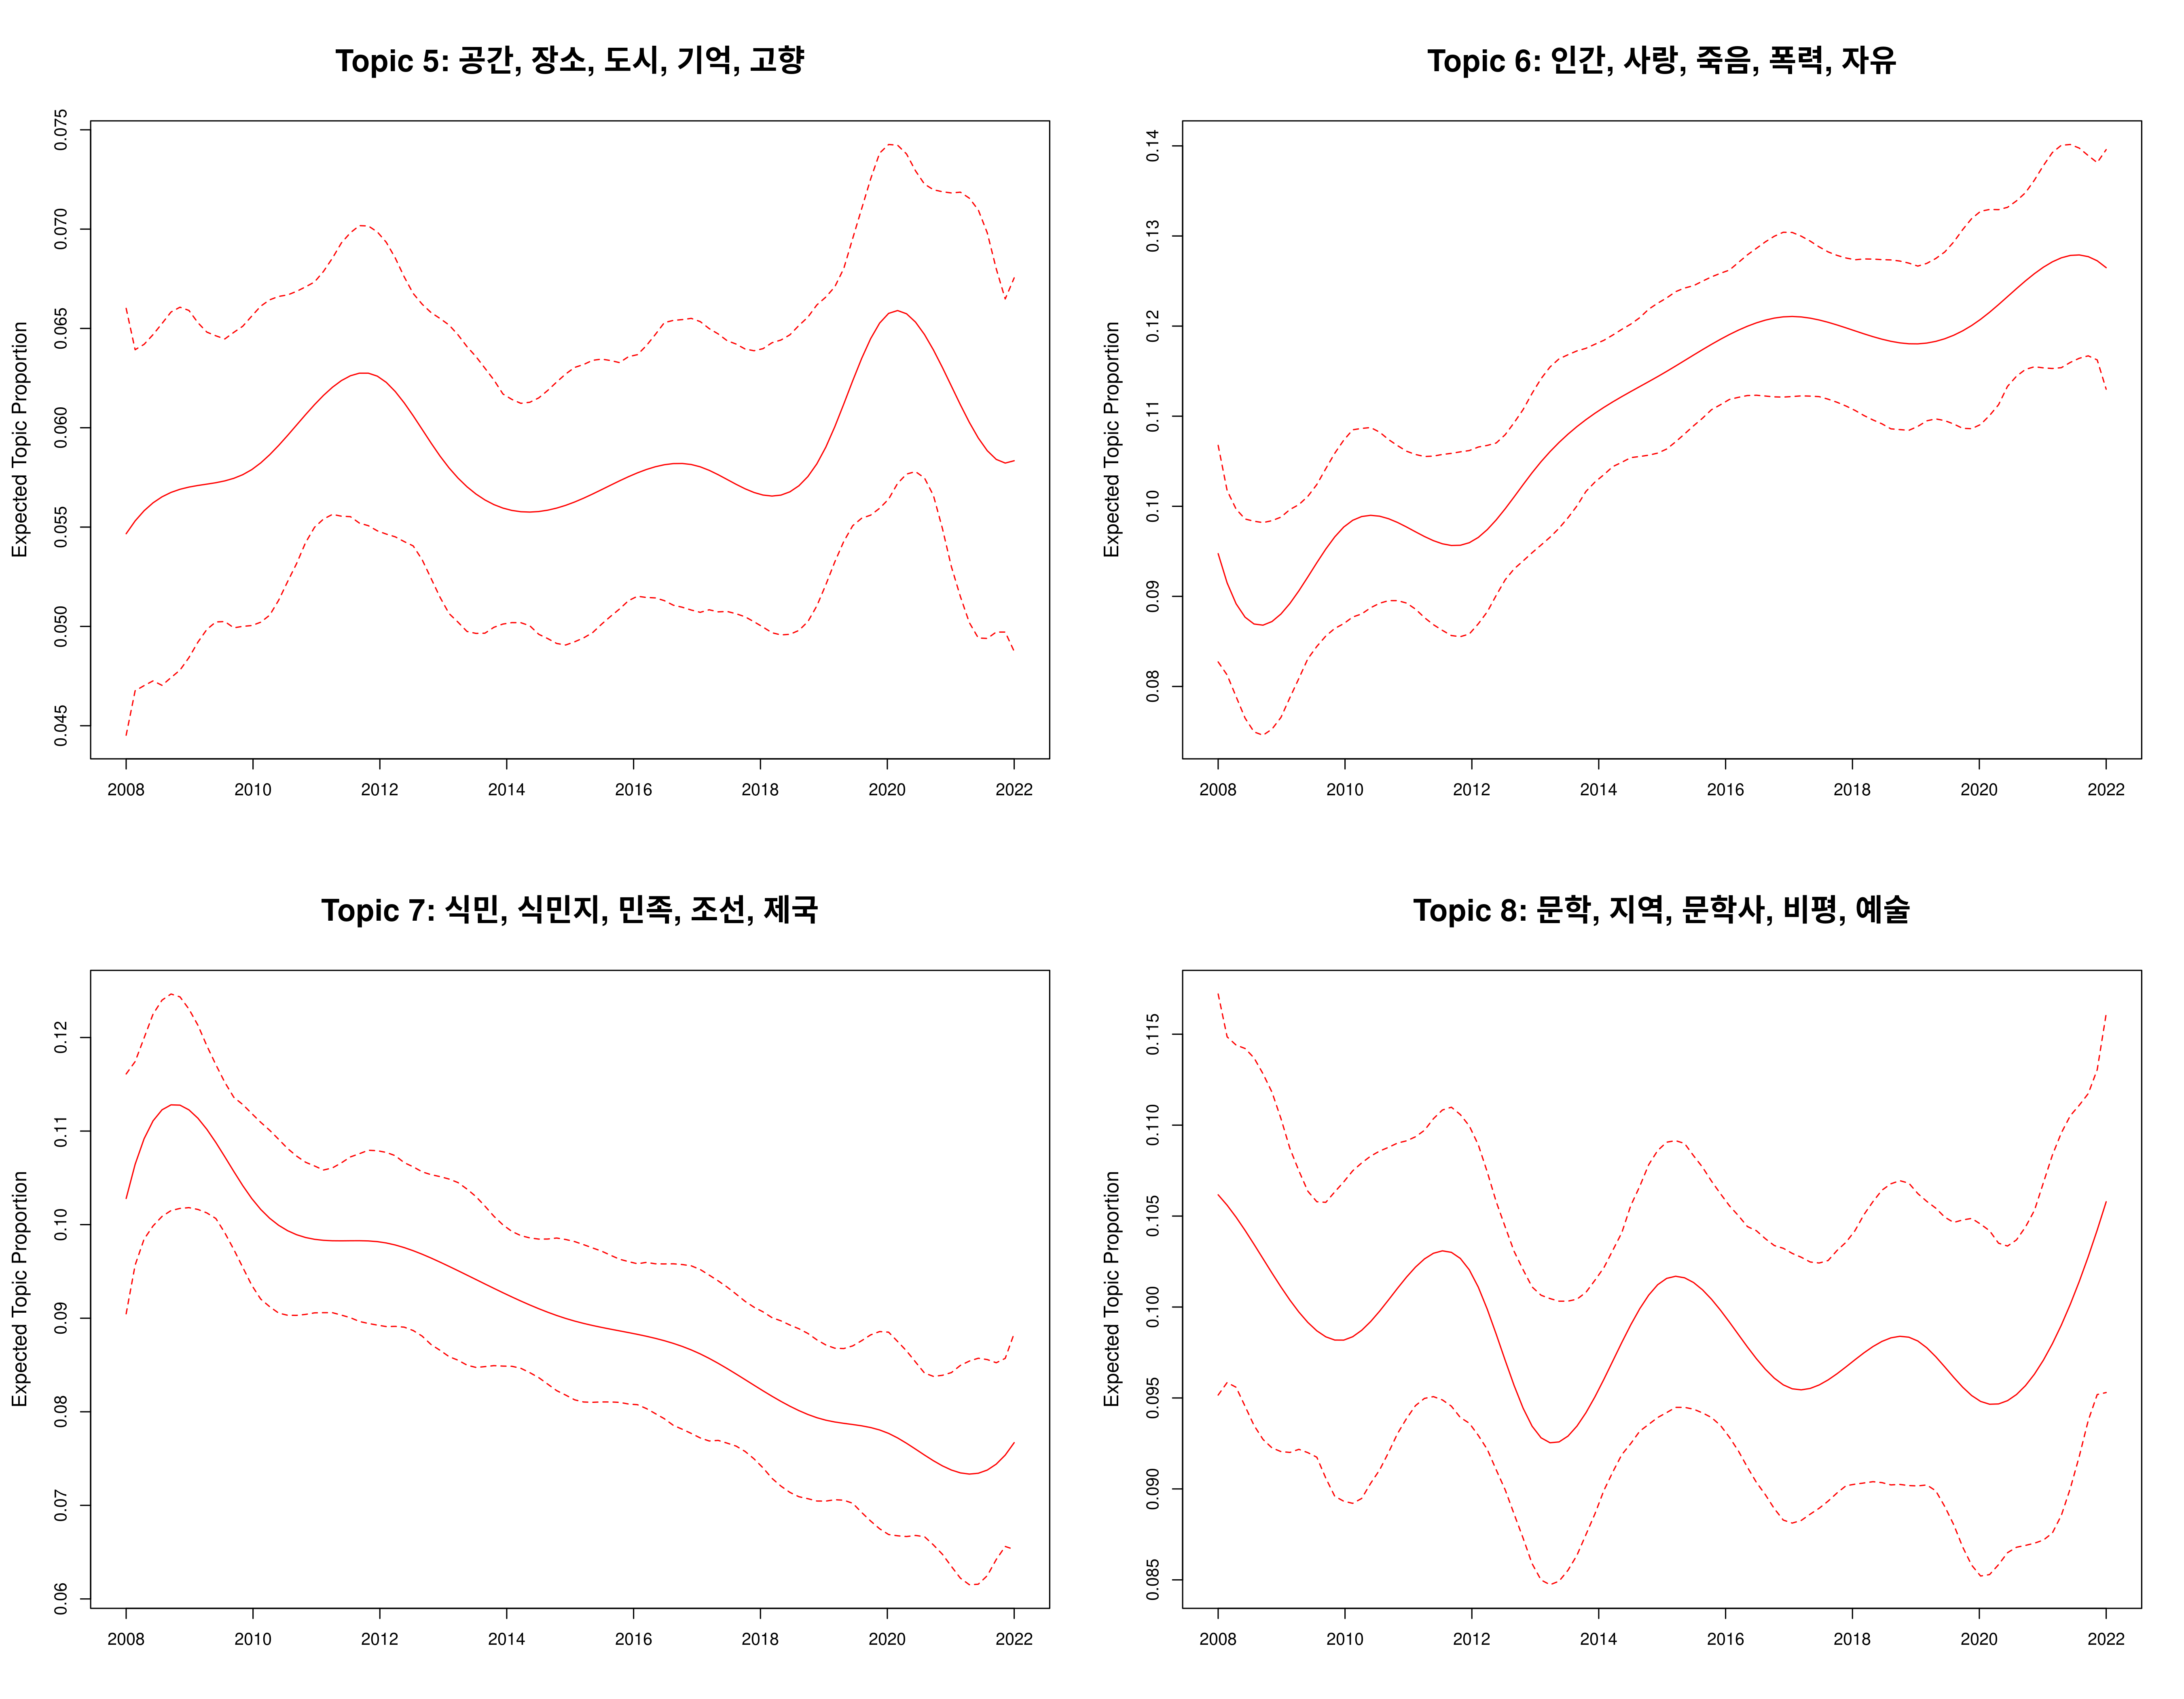 Topic 5: 공간, 장소, 도시, 기억, 고향
Expected Topic Proportion
0.075
0.070
0.065
0.060
0.055
0.050
0.045
2008 2010 2012 2014 2016 2018 2020 2022
Topic 6: 인간, 사랑, 죽음, 폭력, 자유
Expected Topic Proportion
0.14
0.13
0.12
0.11
0.10
0.09
0.08
2008 2010 2012 2014 2016 2018 2020 2022
Topic 7: 식민, 식민지, 민족, 조선, 제국
Expected Topic Proportion
0.12
0.11
0.10
0.09
0.08
0.07
0.06
2008 2010 2012 2014 2016 2018 2020 2022
Topic 8: 문학, 지역, 문학사, 비평, 예술
Expected Topic Proportion
0.115
0.110
0.105
0.100
0.095
0.090
0.085
2008 2010 2012 2014 2016 2018 2020 2022